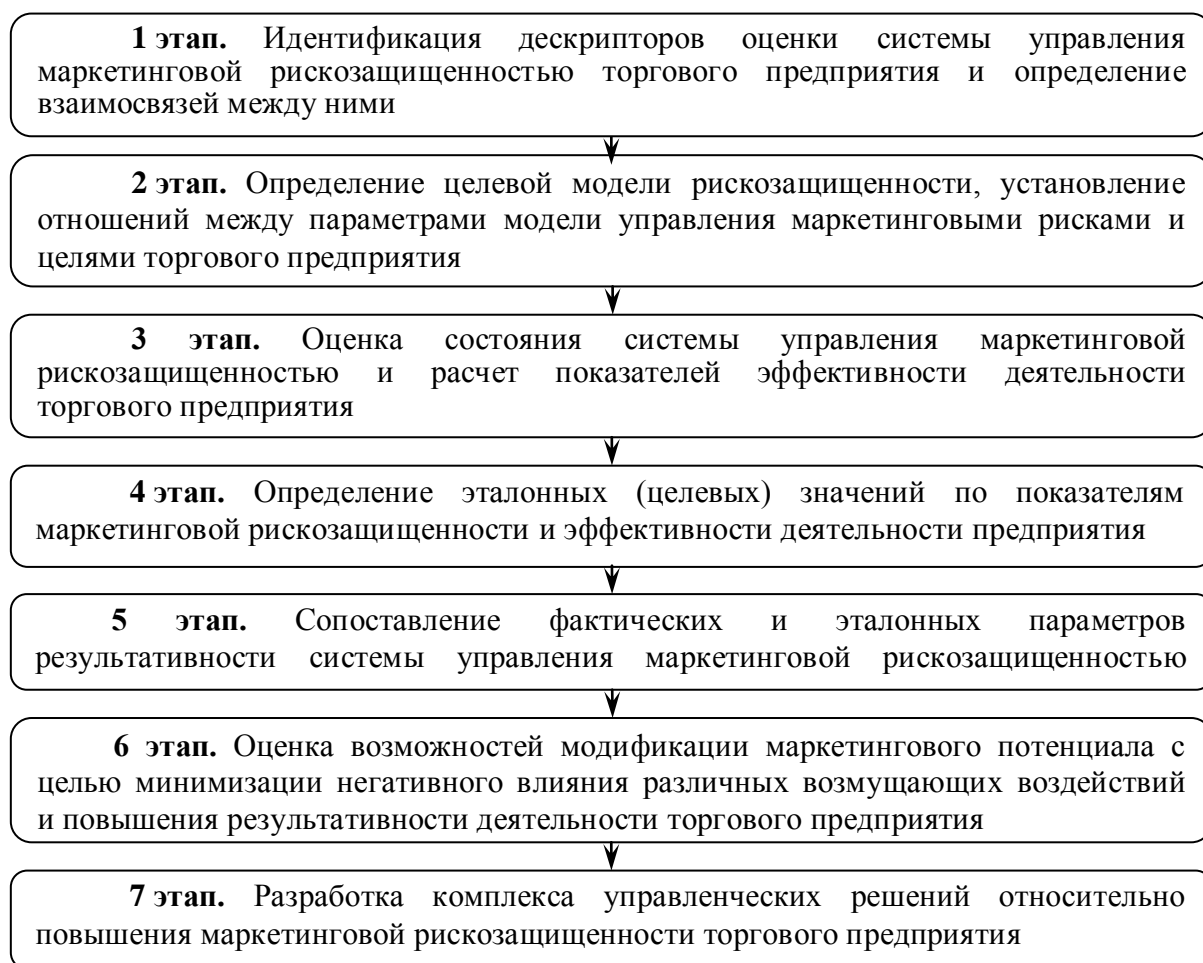 1 этап. Идентификация дескрипторов оценки системы управления
маркетинговой рискозащищенностью торгового предприятия и определение
взаимосвязей между ними
2 этап. Определение целевой модели рискозащищенности, установление
отношений между параметрами модели управления маркетинговыми рисками и
целями торгового предприятия
3 этап. Оценка состояния системы управления маркетинговой
рискозащищенностью и расчет показателей эффективности деятельности
торгового предприятия
4 этап. Определение эталонных (целевых) значений по показателям
маркетинговой рискозащищенности и эффективности деятельности предприятия
5 этап. Сопоставление фактических и эталонных параметров
результативности системы управления маркетинговой рискозащищенностью
6 этап. Оценка возможностей модификации маркетингового потенциала с
целью минимизации негативного влияния различных возмущающих воздействий
и повышения результативности деятельности торгового предприятия
7 этап. Разработка комплекса управленческих решений относительно
повышения маркетинговой рискозащищенности торгового предприятия